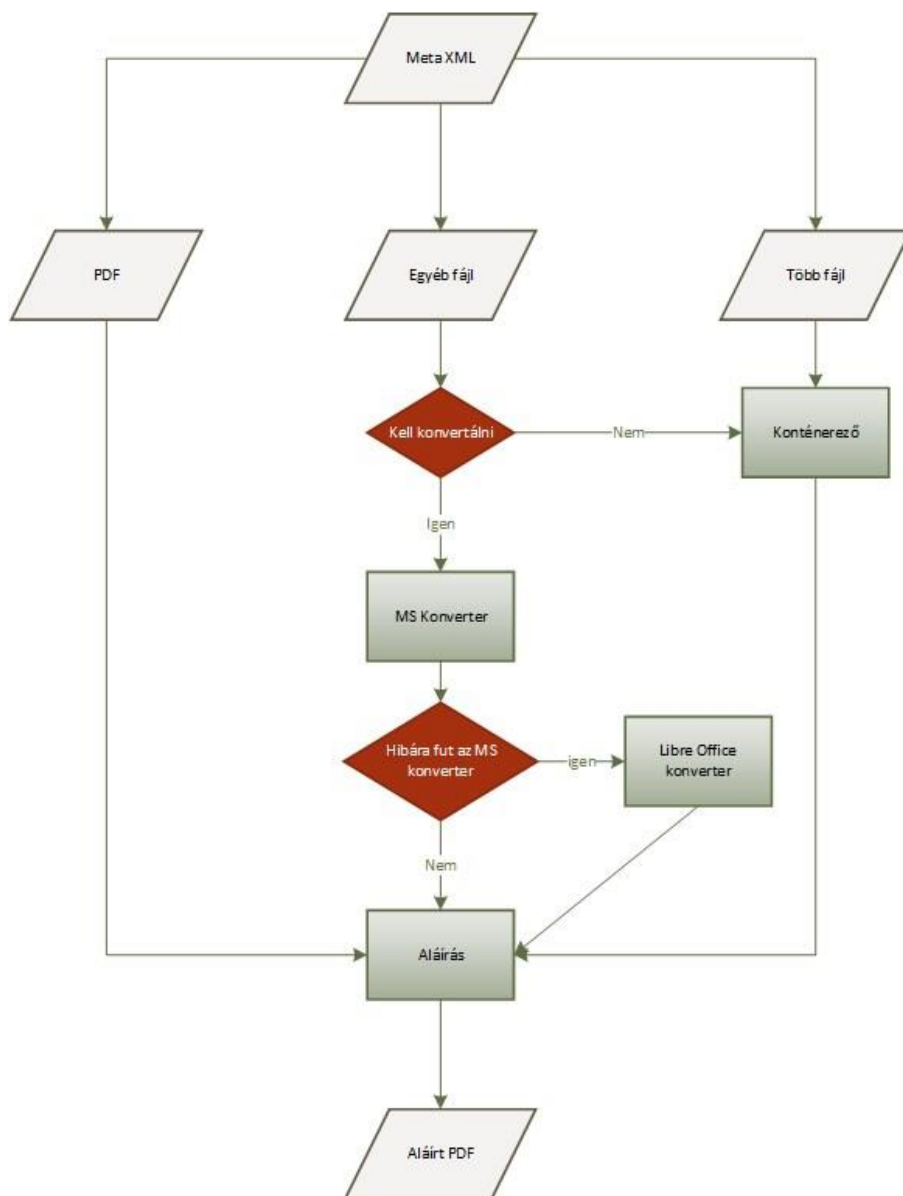 Meta XML
PDF
Egyéb fájl
Több fájl
Kell konvertálni
Nem
Konténerező
Igen
MS Konverter
Hibára fut az MS
konverter
igen
Libre Office
konverter
Nem
Aláírás
Aláírt PDF